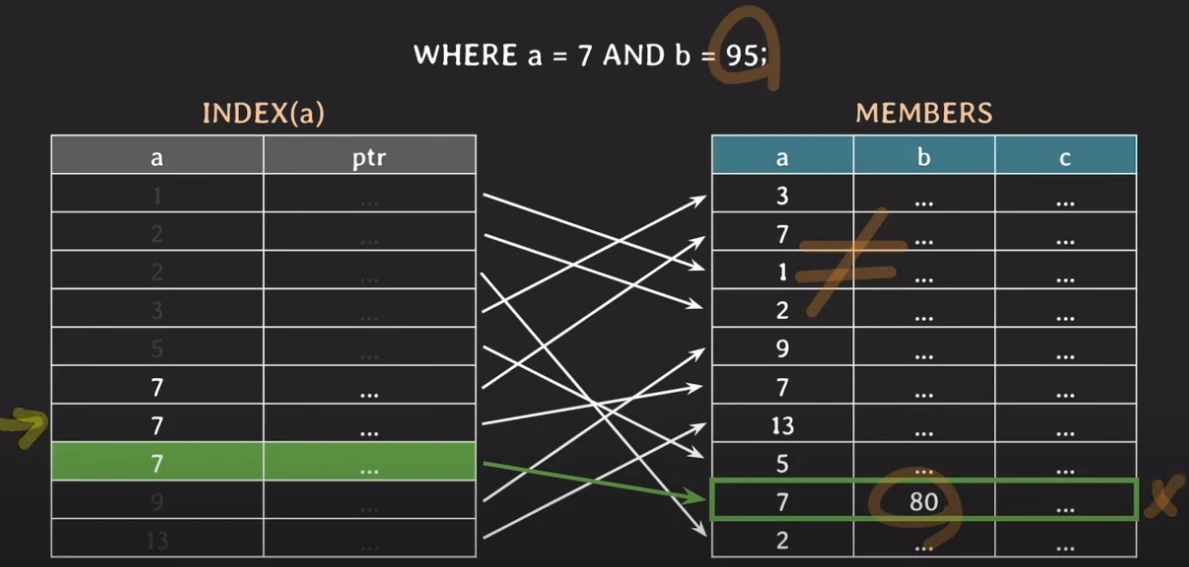 WHERE a = 7 AND b = 95;
INDEX(a) MEMBERS
a ptr a b c
1 ... 3 ... ...
2 ... 7 ... ...
2 ... 1 ... ...
3 ... 2 ... ...
5 ... 9 ... ...
7 ... 7 ... ...
7 ... 13 ... ...
7 ... 5 ... ...
9 ... 7 80 ...
13 ... 2 ... ...